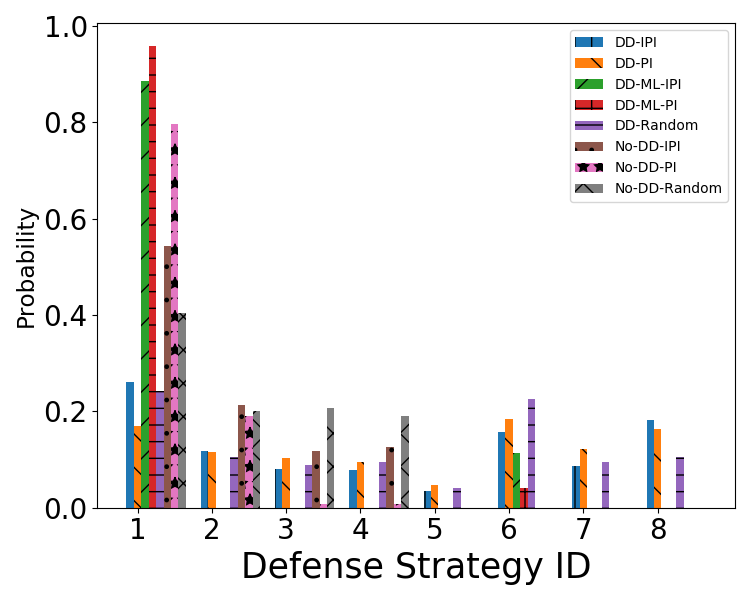 1.0
0.8
0.6
0.4
0.2
0.0
Probability
DD-IPI
DD-PI
DD-ML-IPI
DD-ML-PI
DD-Random
No-DD-IPI
No-DD-PI
No-DD-Random
1 2 3 4 5 6 7 8
Defense Strategy ID